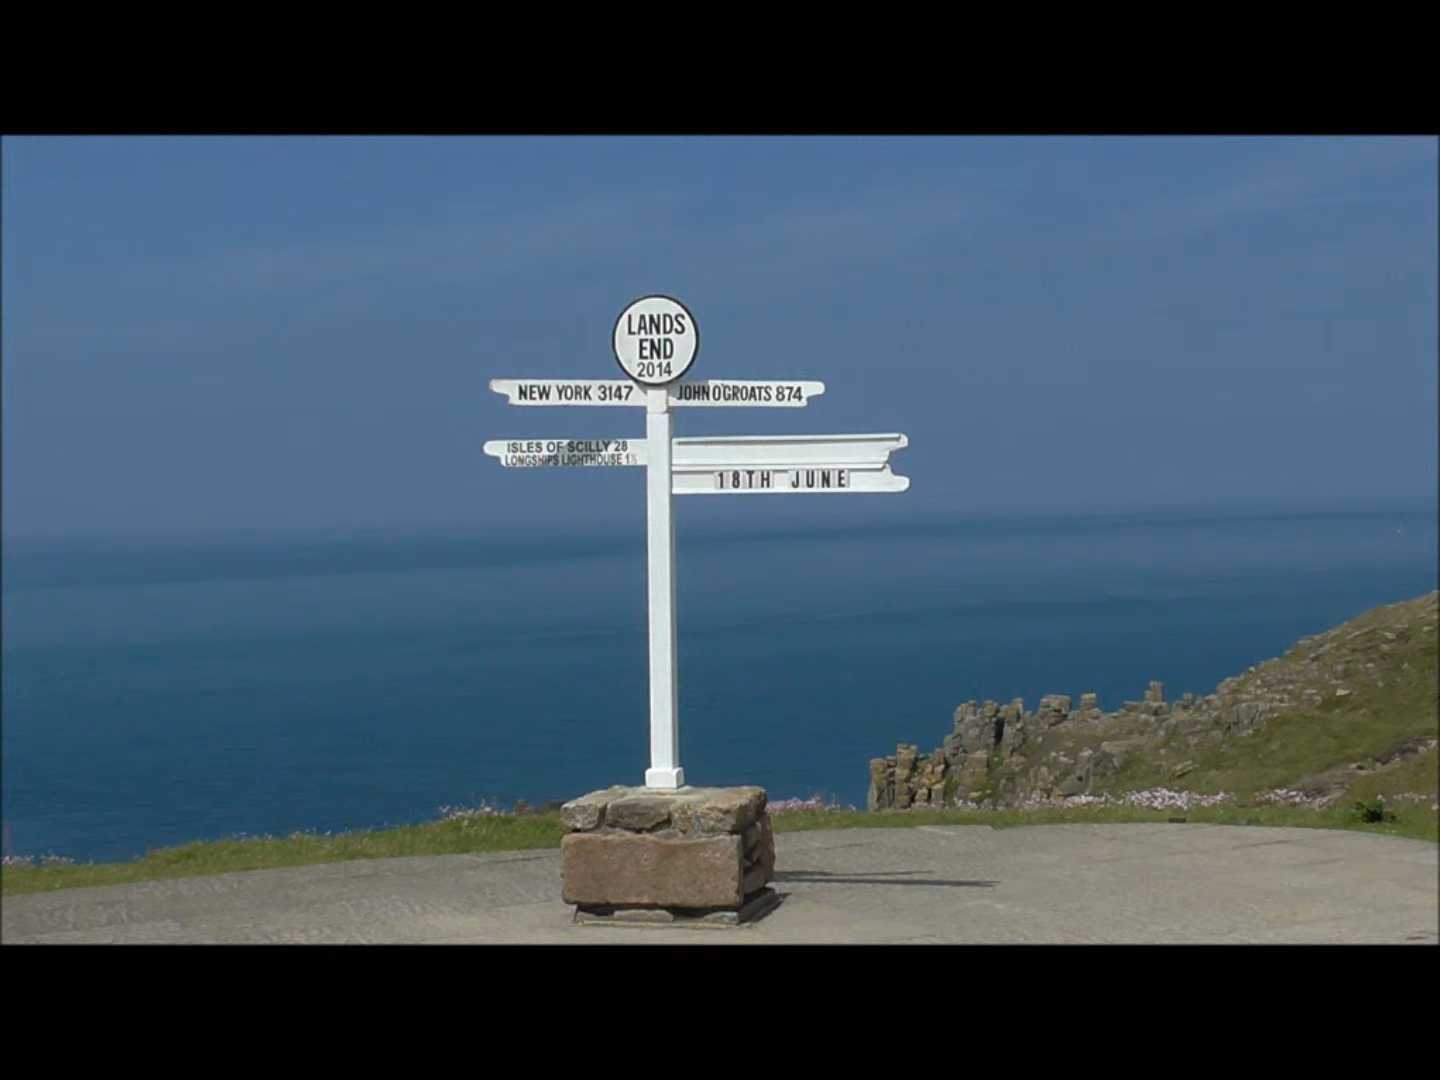 LANDS
END
2014
NEW YORK 3147
JOHN O'GROATS 874
ISLES OF SCILLY 28
LONGSHIPS LIGHTHOUSE 1½
18TH JUNE